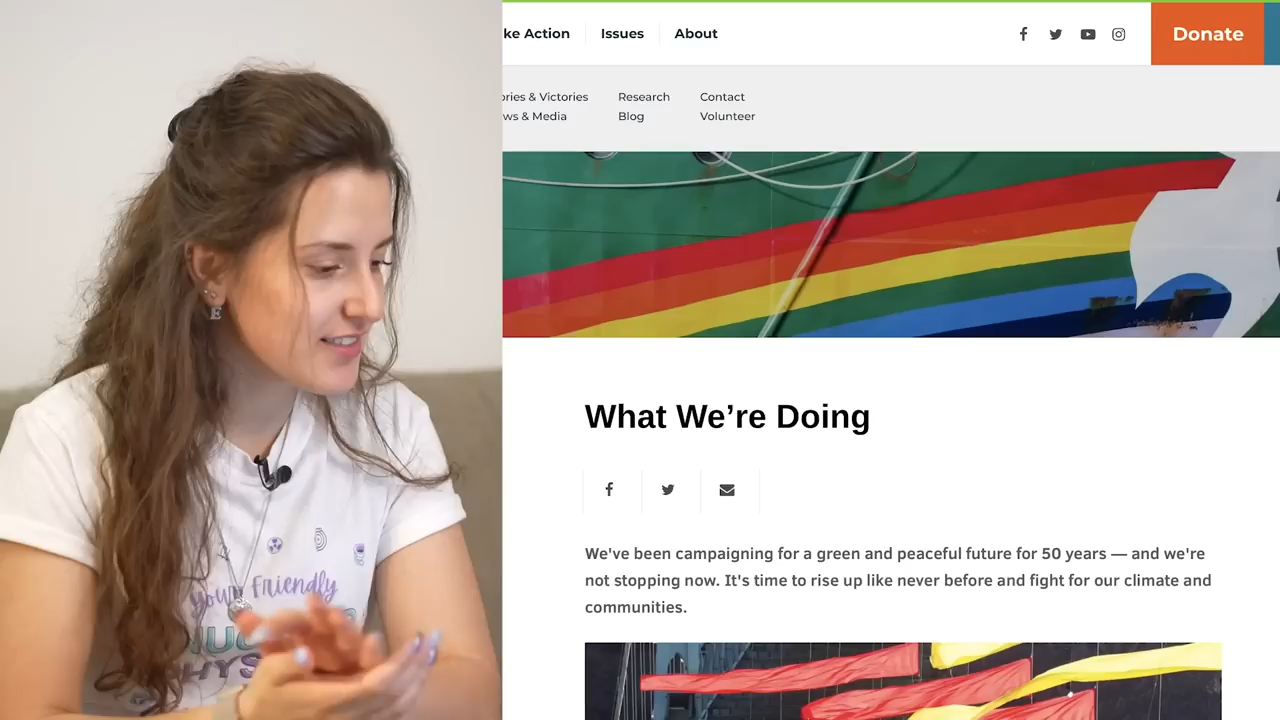 ke Action Issues About Donate
ories & Victories Research Contact
ws & Media Blog Volunteer
What We’re Doing
We've been campaigning for a green and peaceful future for 50 years — and we're
not stopping now. It's time to rise up like never before and fight for our climate and
communities.
E
your Friendly